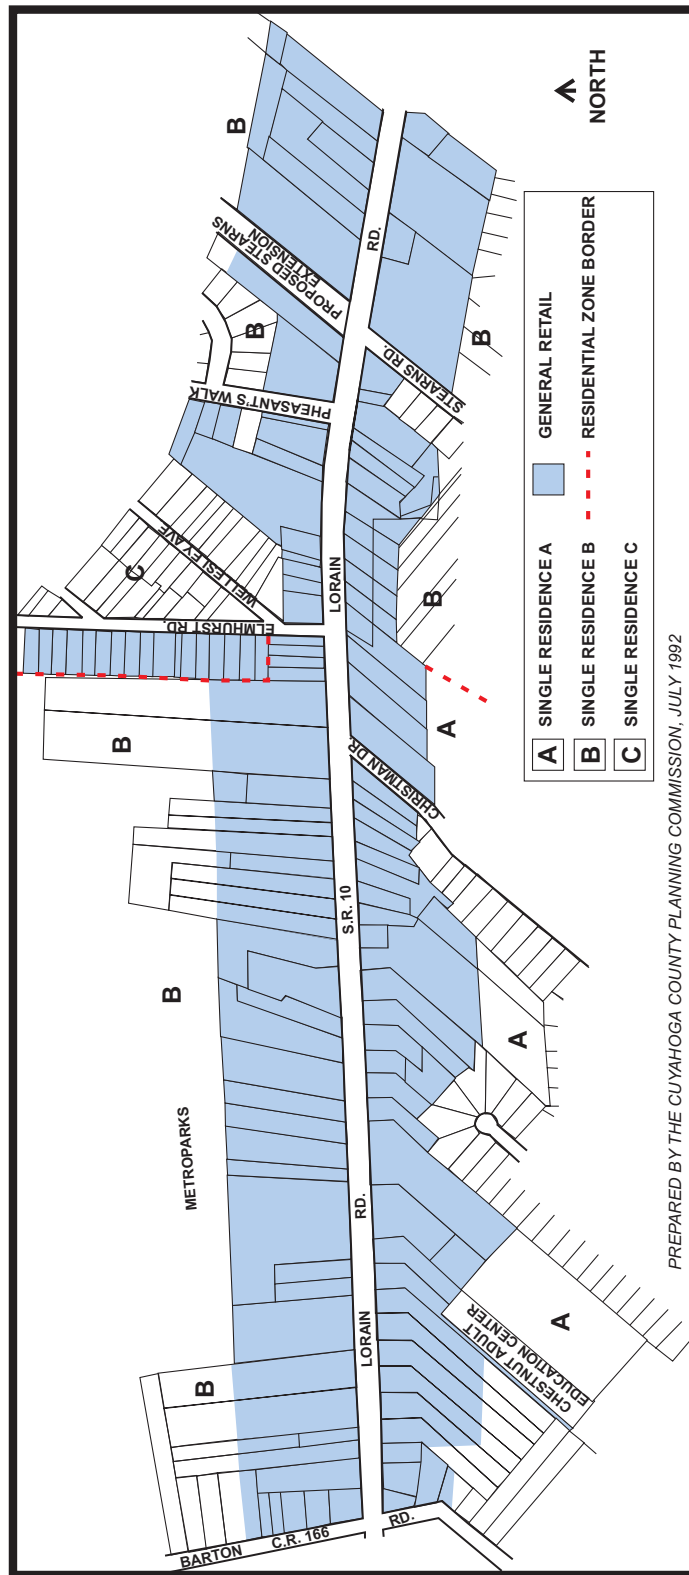 B
B
PROPOSED STEARNS
EXTENSION
RD.
NORTH
PHEASANT'S WALK
STEARNS RD.
B
C
WELLESLEY AVE
ELMHURST RD.
LORAIN
B
B
A
CHRISTMAN DR
S.R. 10
B
METROPARKS
A
RD.
LORAIN
B
CHESTNUT ADULT
EDUCATION CENTER
A
BARTON
C.R. 166
RD.
A SINGLE RESIDENCE A
B SINGLE RESIDENCE B
C SINGLE RESIDENCE C
GENERAL RETAIL
RESIDENTIAL ZONE BORDER
PREPARED BY THE CUYAHOGA COUNTY PLANNING COMMISSION, JULY 1992